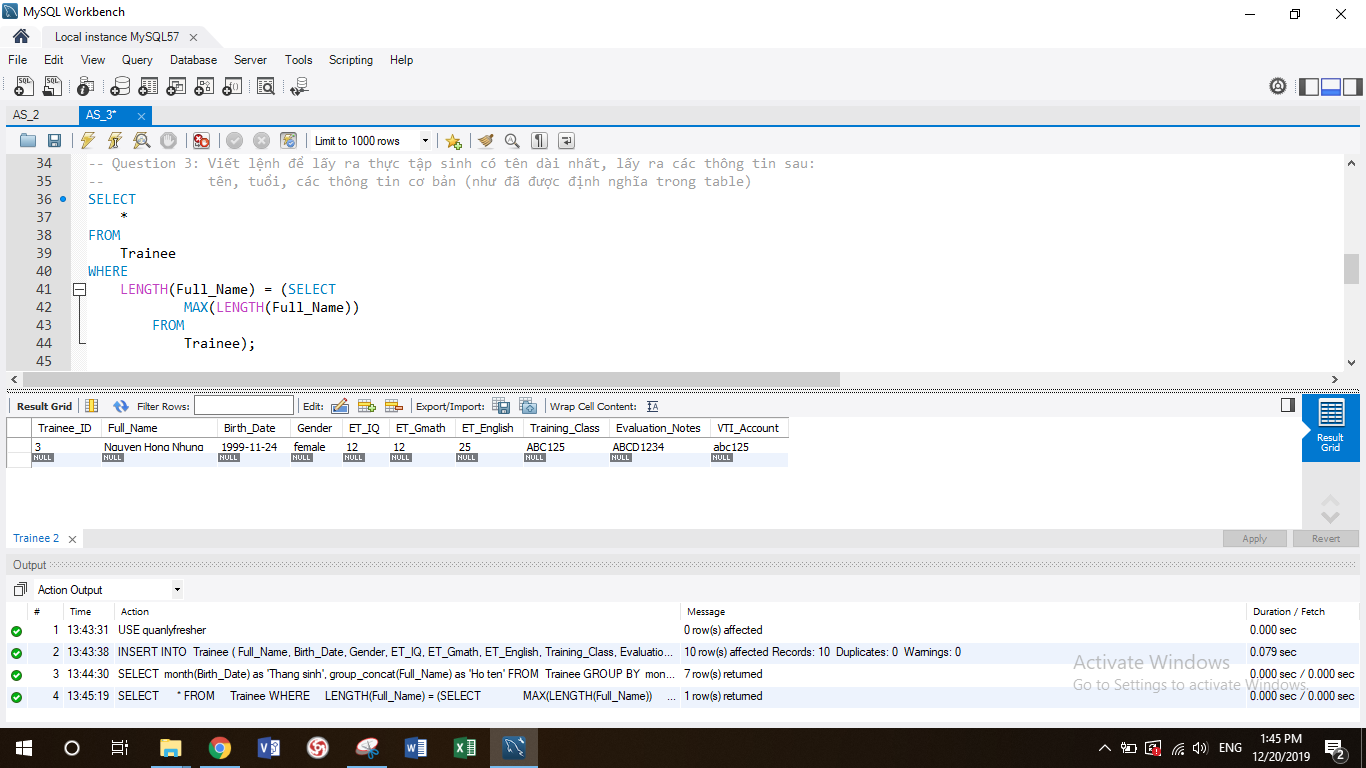 MySQL Workbench
Local instance MySQL57
File Edit View Query Database Server Tools Scripting Help
AS_2 AS_3*
Limit to 1000 rows
34 -- Question 3: Viết lệnh để lấy ra thực tập sinh có tên dài nhất, lấy ra các thông tin sau:
35 -- tên, tuổi, các thông tin cơ bản (như đã được định nghĩa trong table)
36 SELECT
37 *
38 FROM
39 Trainee
40 WHERE
41 LENGTH(Full_Name) = (SELECT
42 MAX(LENGTH(Full_Name))
43 FROM
44 Trainee);
45
Result Grid Filter Rows: Edit: Export/Import: Wrap Cell Content: IA
Trainee_ID Full_Name Birth_Date Gender ET_IQ ET_Gmath ET_English Training_Class Evaluation_Notes VTI_Account
3 Nguyen Hong Nhung 1999-11-24 female 12 12 25 ABC125 ABCD1234 abc125
NULL NULL NULL NULL NULL NULL NULL NULL NULL NULL
Result
Grid
Trainee 2
Apply Revert
Output
Action Output
# Time Action Message Duration / Fetch
1 13:43:31 USE quanlyfresher 0 row(s) affected 0.000 sec
2 13:43:38 INSERT INTO Trainee ( Full_Name, Birth_Date, Gender, ET_IQ, ET_Gmath, ET_English, Training_Class, Evaluatio... 10 row(s) affected Records: 10 Duplicates: 0 Warnings: 0 0.079 sec
3 13:44:30 SELECT month(Birth_Date) as 'Thang sinh', group_concat(Full_Name) as 'Ho ten' FROM Trainee GROUP BY mon... 7 row(s) returned 0.000 sec / 0.000 sec
4 13:45:19 SELECT * FROM Trainee WHERE LENGTH(Full_Name) = (SELECT MAX(LENGTH(Full_Name)) ... 1 row(s) returned 0.000 sec / 0.000 sec
Activate Windows
Go to Settings to activate Windows.
ENG
1:45 PM
12/20/2019
2